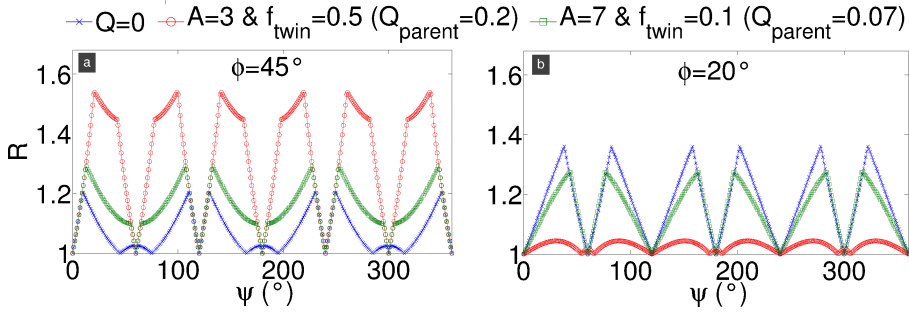 Q=0 A=3 & f_twin=0.5 (Q_parent=0.2) A=7 & f_twin=0.1 (Q_parent=0.07)
a b
ϕ=45° ϕ=20°
1.6 1.6
1.4 1.4
R
1.2 1.2
1 1
0 100 200 300 0 100 200 300
ψ (°) ψ (°)